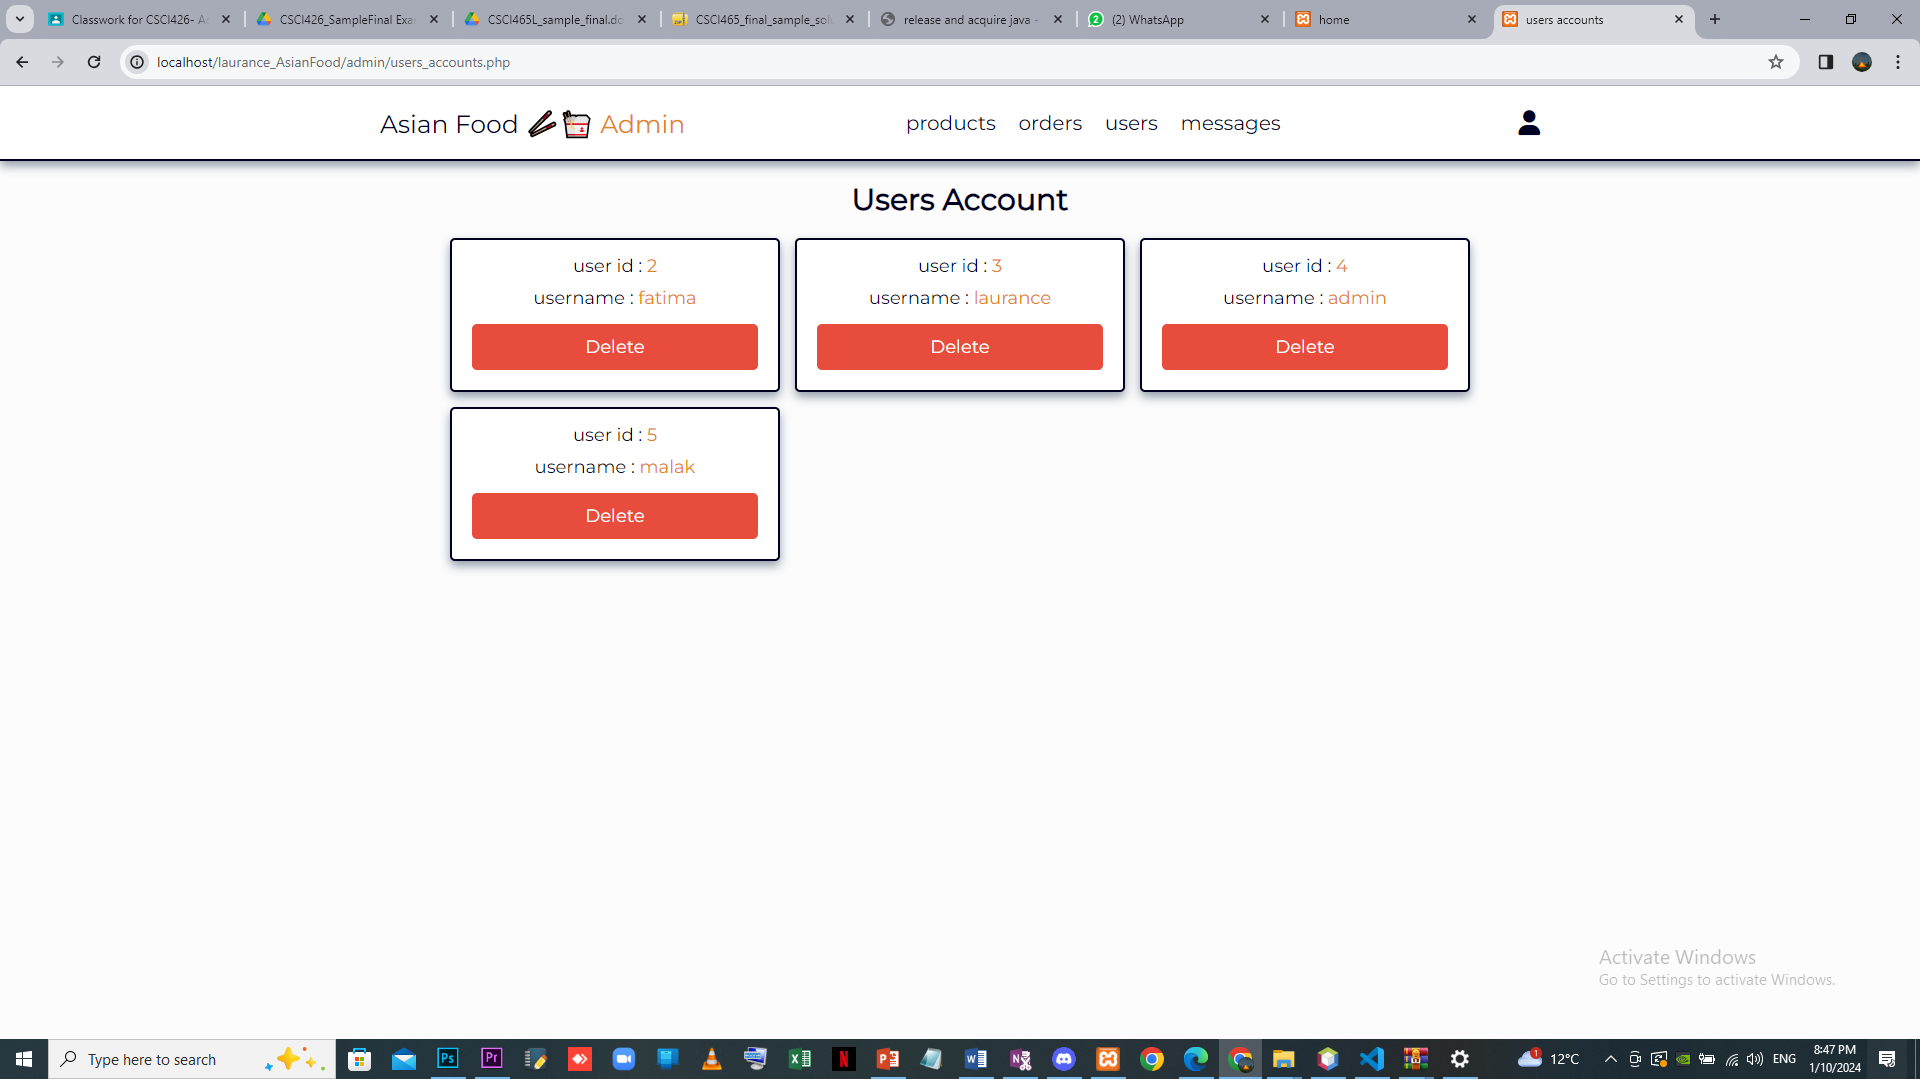 Classwork for CSCI426- A
CSCI426_SampleFinal Exa
CSCI465L_sample_final.do
CSCI465_final_sample_sol
release and acquire java -
(2) WhatsApp
home
users accounts
localhost/laurance_AsianFood/admin/users_accounts.php
Asian Food Admin
products orders users messages
Users Account
user id : 2
username : fatima
Delete
user id : 3
username : laurance
Delete
user id : 4
username : admin
Delete
user id : 5
username : malak
Delete
Activate Windows
Go to Settings to activate Windows.
Type here to search
Ps
Pr
12°C
ENG
8:47 PM
1/10/2024